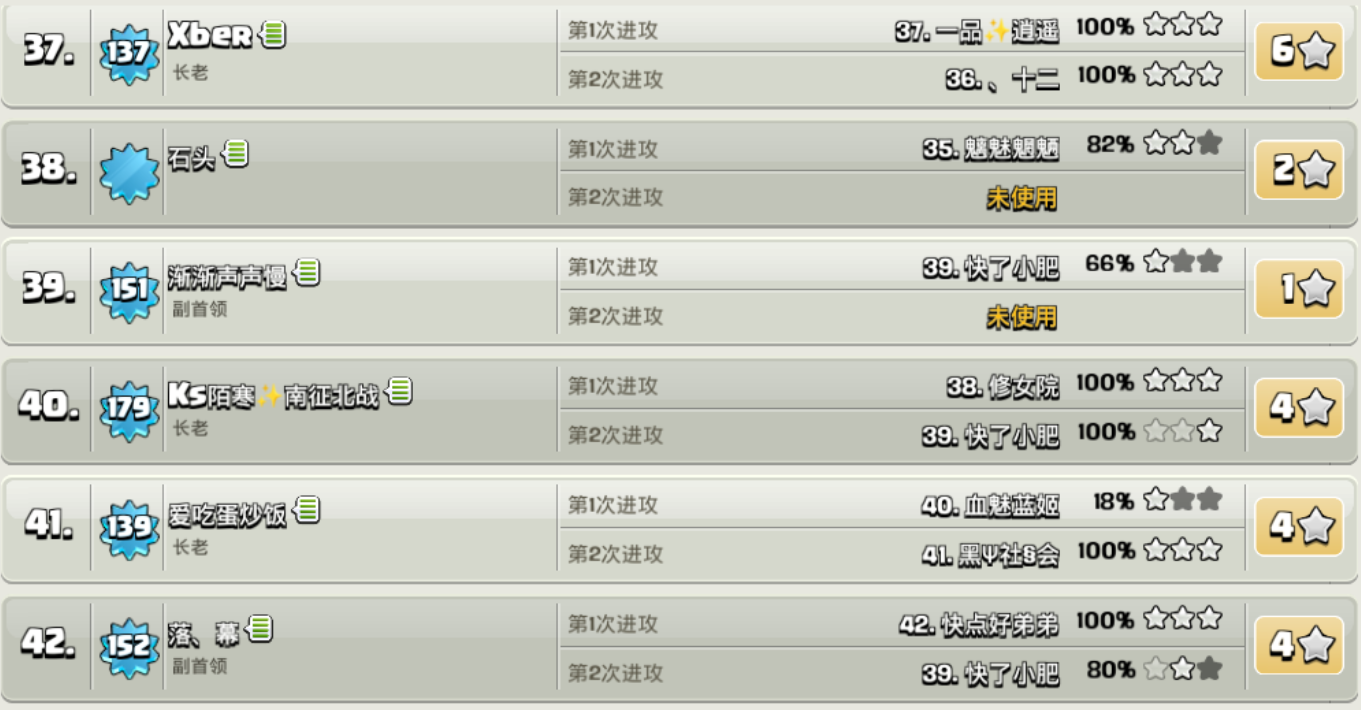 37. 137 Xber 第1次进攻 37. 一品✨逍遥 100% 6
长老 第2次进攻 36. 、十二 100%
38. 石头 第1次进攻 35. 魑魅魍魉 82% 2
第2次进攻 未使用
39. 151 渐渐声声慢 第1次进攻 39. 快了小肥 66% 1
副首领 第2次进攻 未使用
40. 179 Ks陌寒✨南征北战 第1次进攻 38. 修女院 100% 4
长老 第2次进攻 39. 快了小肥 100%
41. 139 爱吃蛋炒饭 第1次进攻 40. 血魅蓝姬 18% 4
长老 第2次进攻 41. 黑Ψ社§会 100%
42. 152 落、幕 第1次进攻 42. 快点好弟弟 100% 4
副首领 第2次进攻 39. 快了小肥 80%